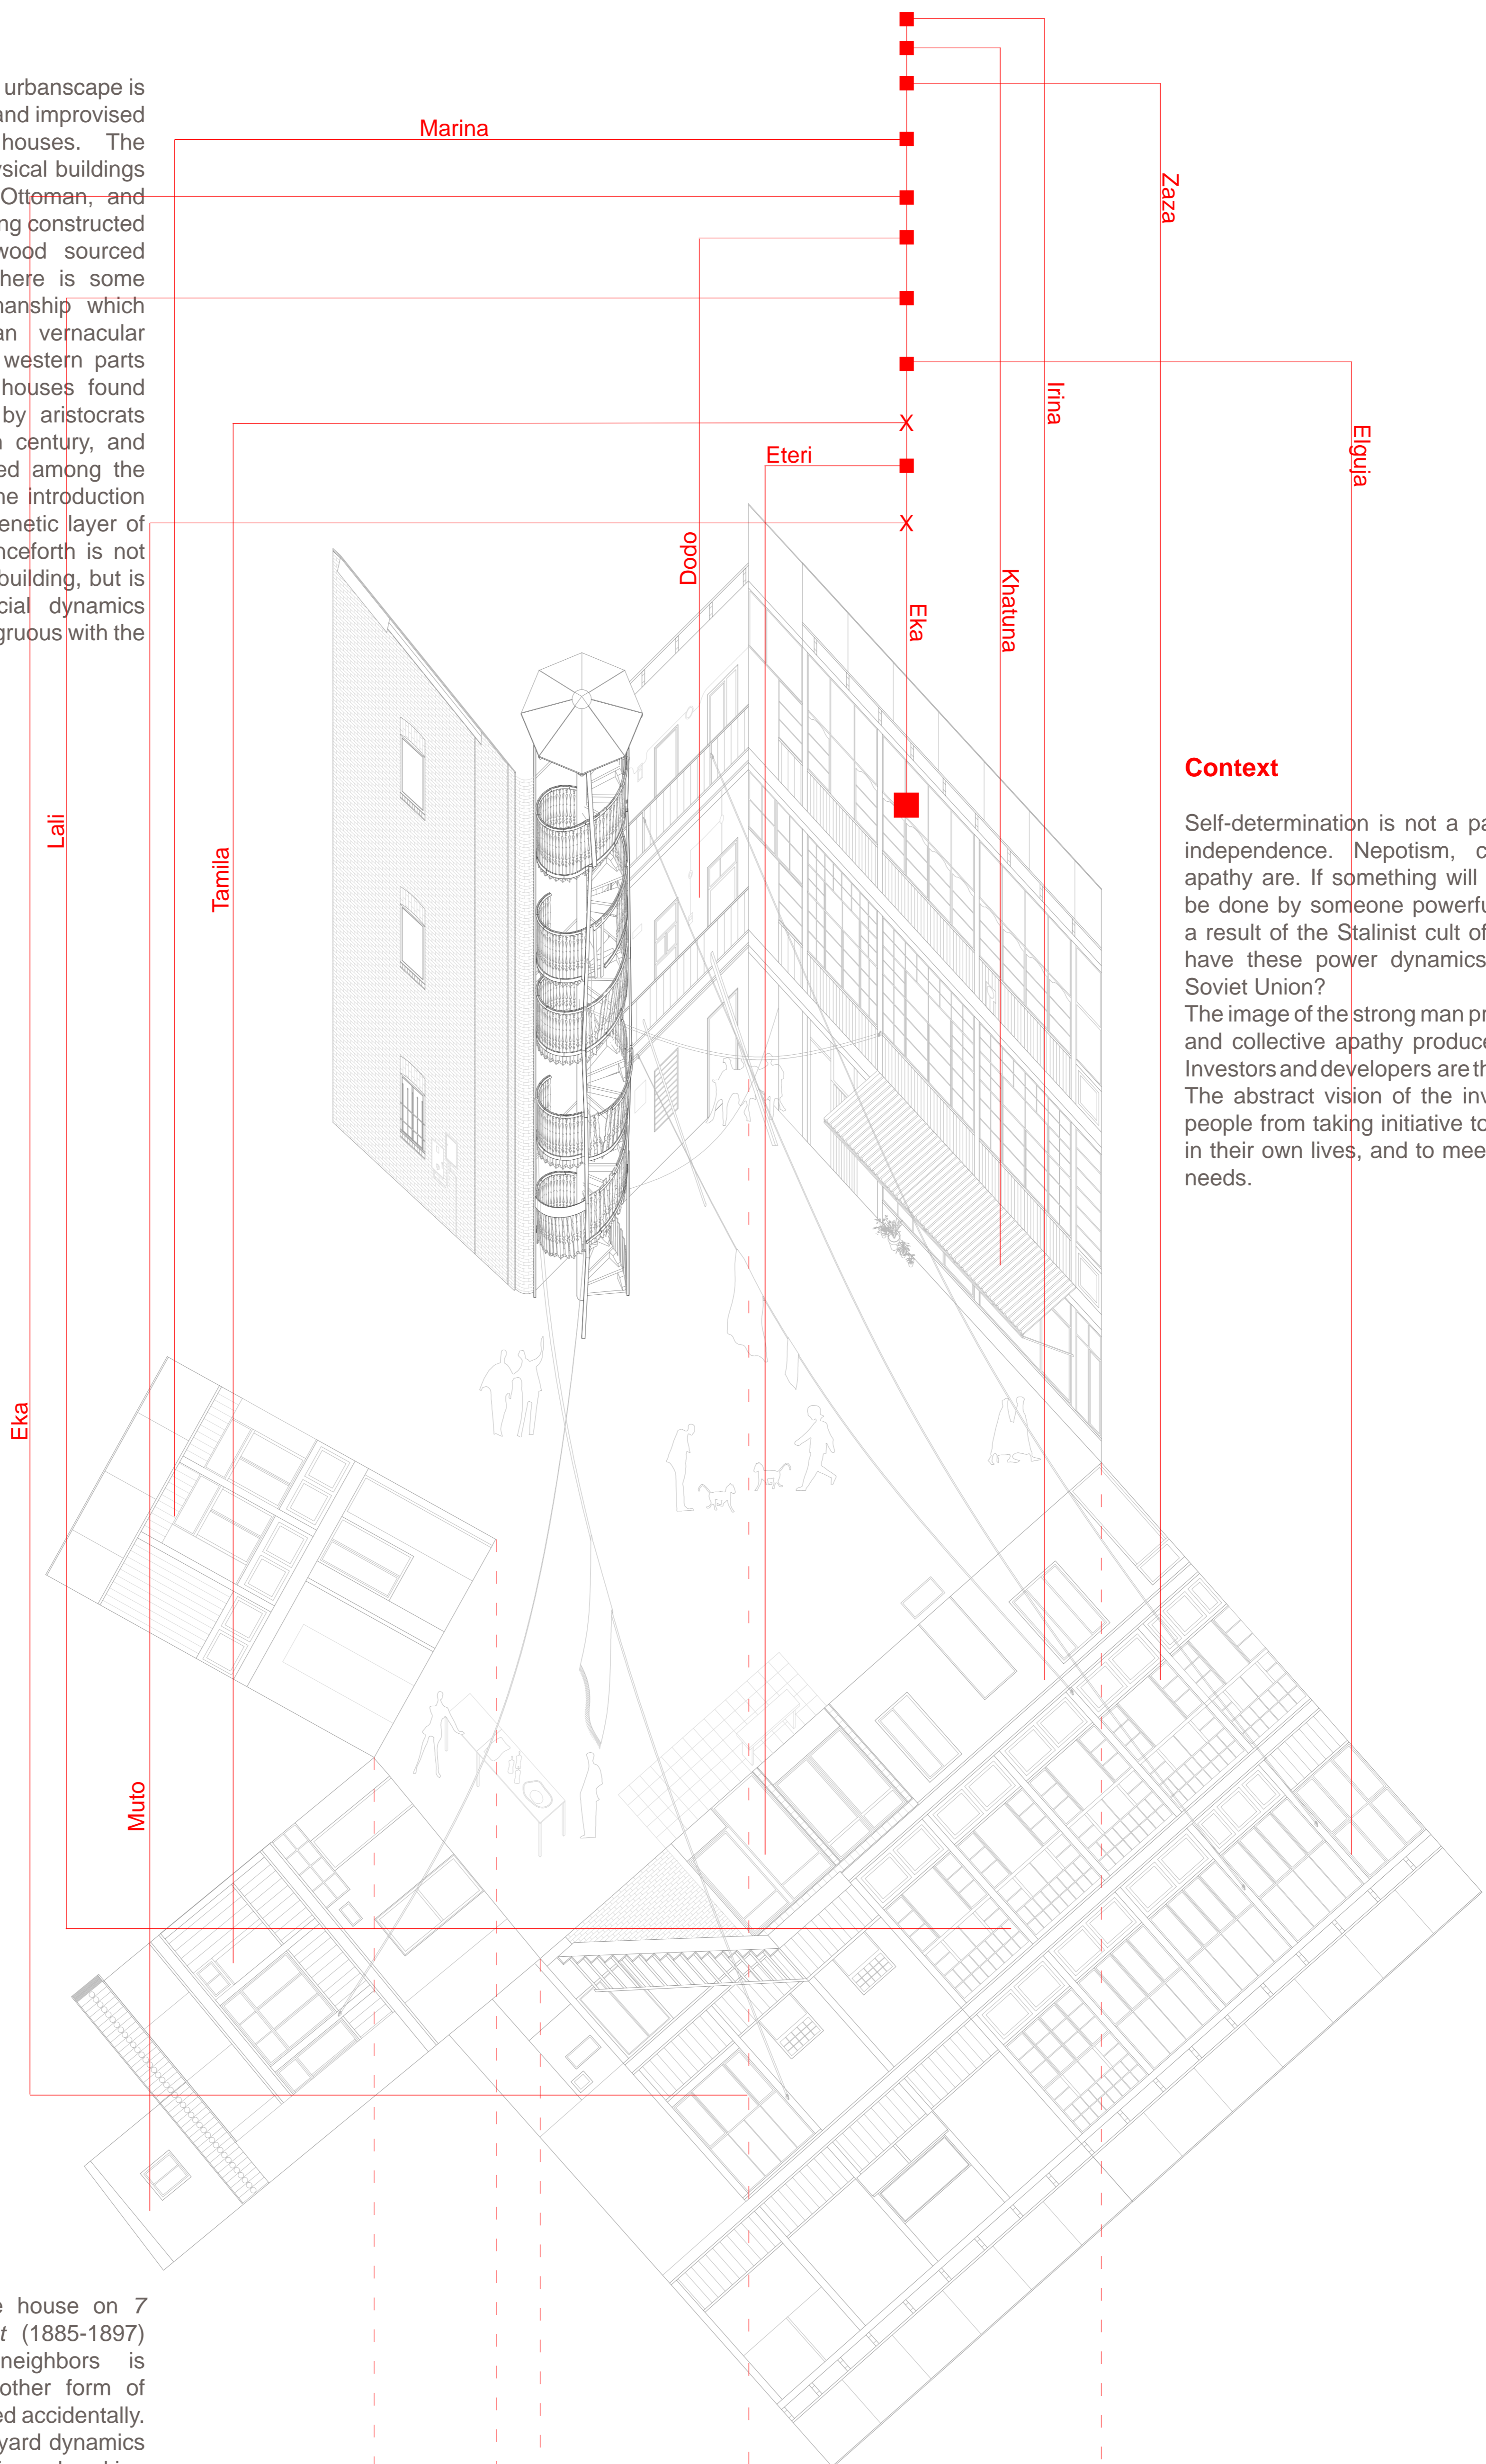 urbanscape is
and improvised
houses. The
ysical buildings
Ottoman, and
ng constructed
wood sourced
here is some
manship which
an vernacular
western parts
houses found
by aristocrats
century, and
ed among the
ne introduction
enetic layer of
nceforth is not
building, but is
cial dynamics
gruous with the
Marina
Zaza
Irina
Elguja
Eteri
X
X
Dodo
Khatuna
Eka
Lali
Tamila
Eka
Muto
Context
Self-determination is not a pa
independence. Nepotism, c
apathy are. If something will
be done by someone powerfu
a result of the Stalinist cult of
have these power dynamics
Soviet Union?
The image of the strong man pr
and collective apathy produce
Investors and developers are th
The abstract vision of the inv
people from taking initiative to
in their own lives, and to mee
needs.
e house on 7
t (1885-1897)
neighbors is
other form of
ed accidentally.
yard dynamics